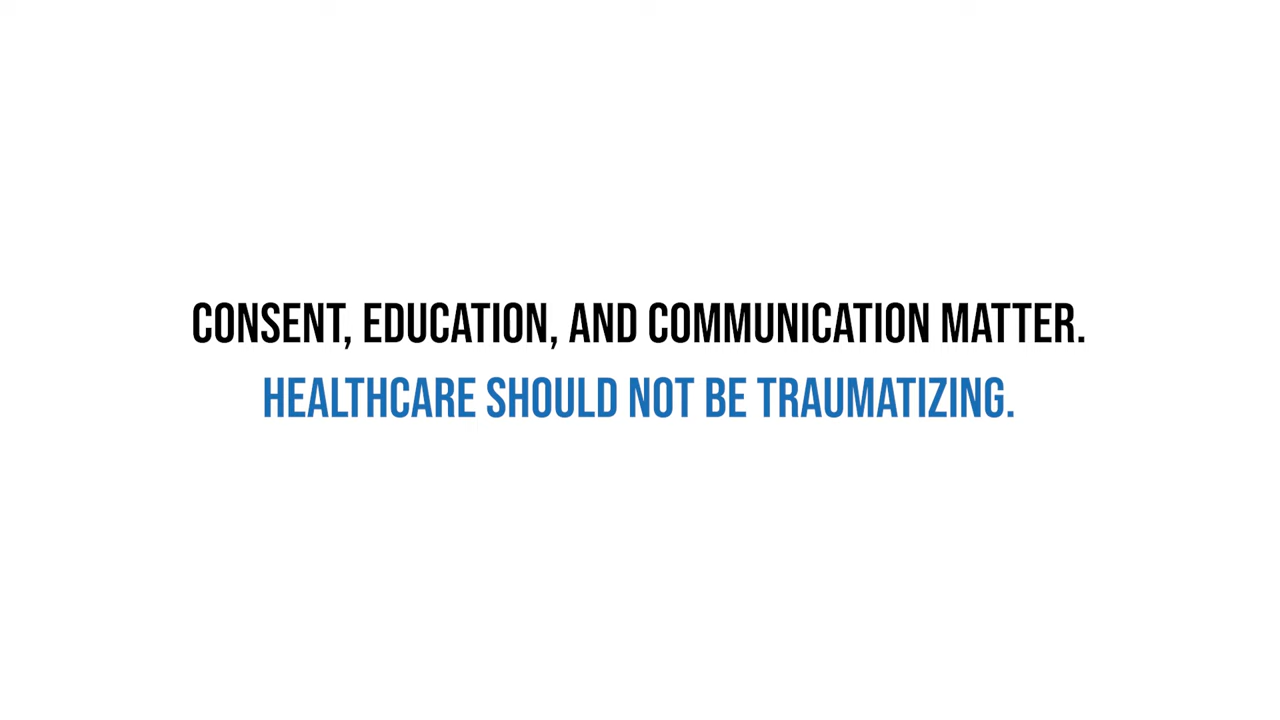 CONSENT, EDUCATION, AND COMMUNICATION MATTER.
HEALTHCARE SHOULD NOT BE TRAUMATIZING.